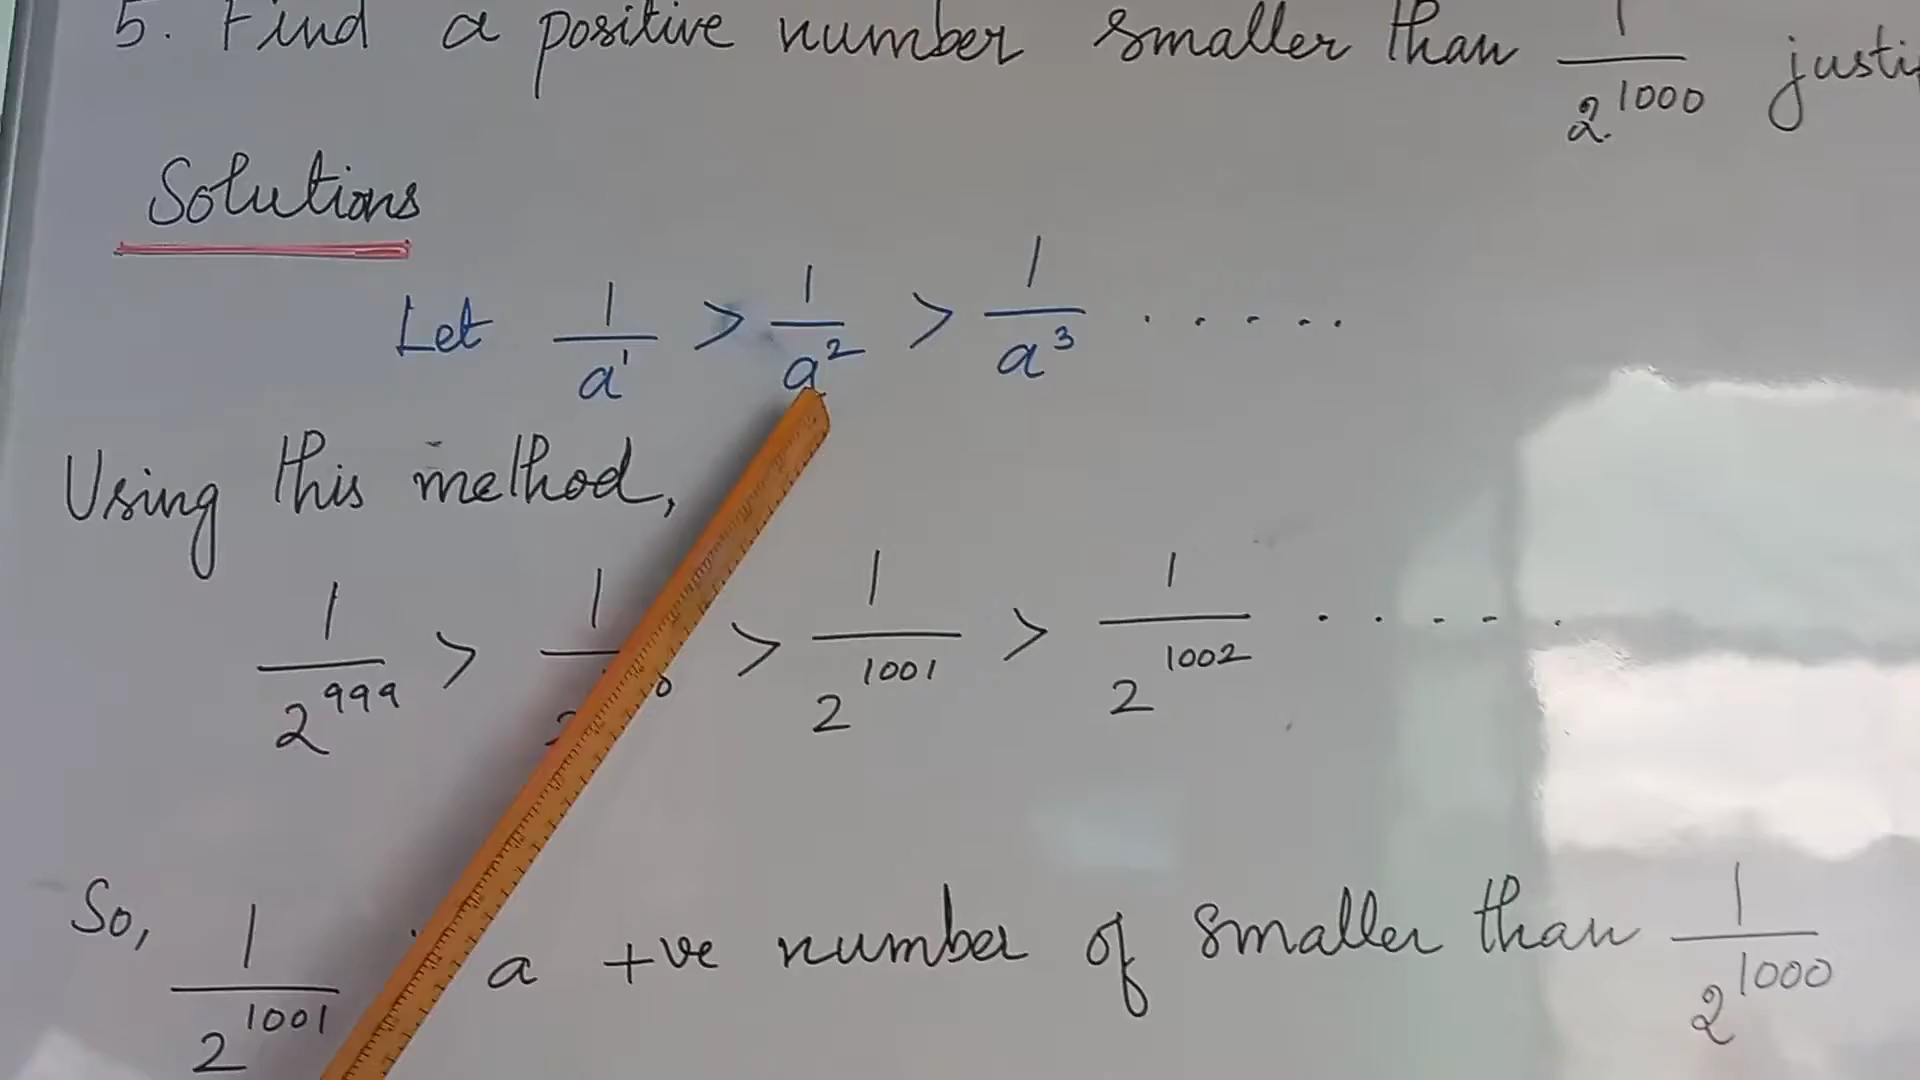 5. Find a positive number smaller than 1/2^1000
Solutions
Let 1/a^1 > 1/a^2 > 1/a^3 .....
Using this method,
1/2^999 > 1/ > 1/2^1001 > 1/2^1002 .....
So, 1/2^1001 a +ve number of smaller than 1/2^1000